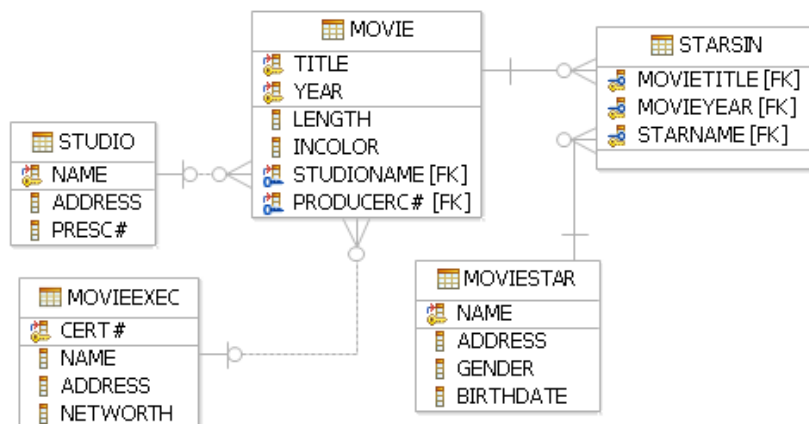 MOVIE
TITLE
YEAR
LENGTH
INCOLOR
STUDIONAME [FK]
PRODUCERC# [FK]
STARSIN
MOVIETITLE [FK]
MOVIEYEAR [FK]
STARNAME [FK]
STUDIO
NAME
ADDRESS
PRESC#
MOVIEEXEC
CERT#
NAME
ADDRESS
NETWORTH
MOVIESTAR
NAME
ADDRESS
GENDER
BIRTHDATE